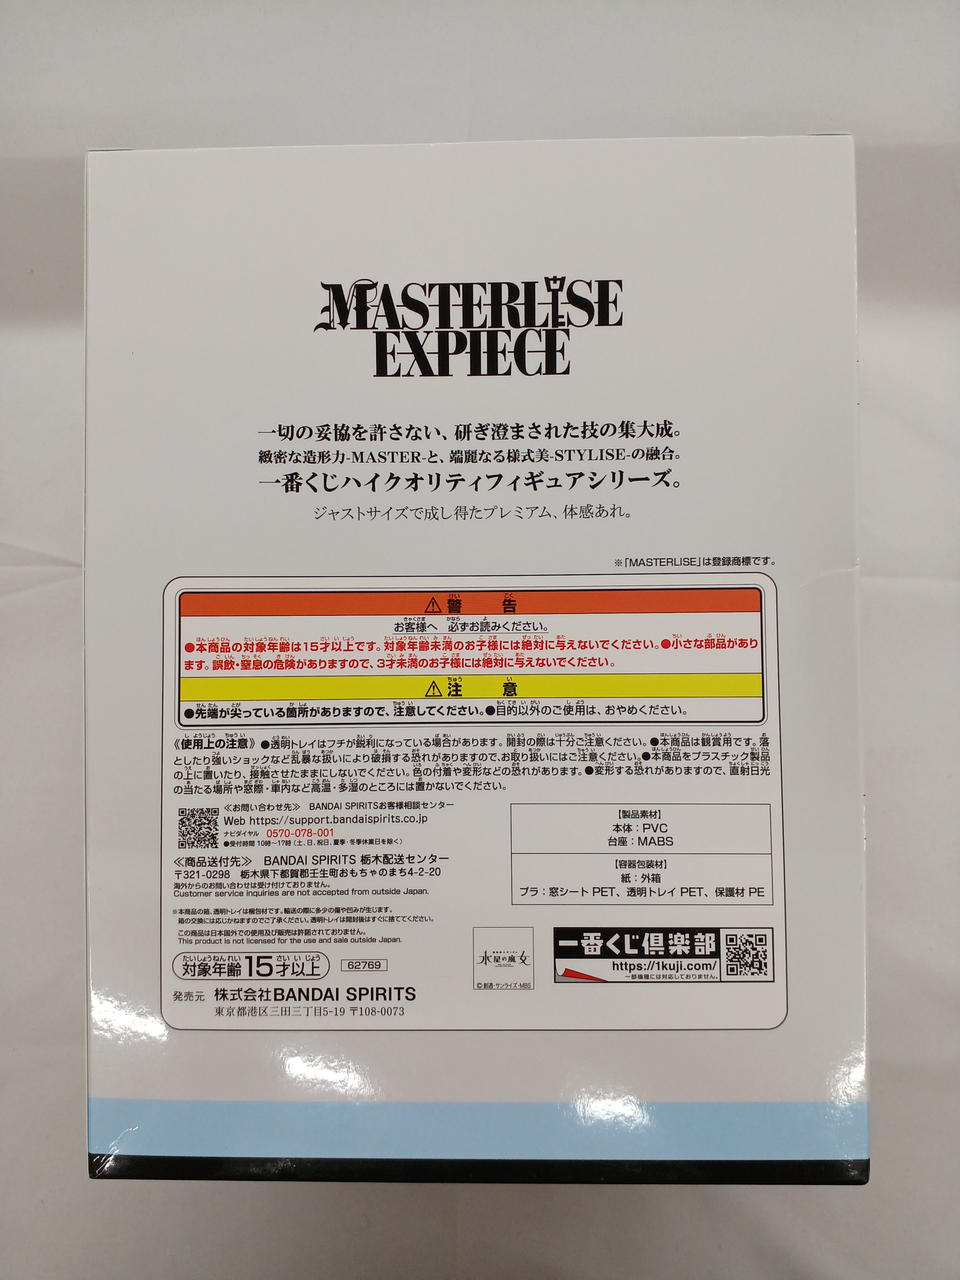 MASTERLISE
EXPIECE
一切の妥協を許さない、研ぎ澄まされた技の集大成。
緻密な造形力-MASTER-と、端麗なる様式美-STYLISE-の融合。
一番くじハイクオリティフィギュアシリーズ。
ジャストサイズで成し得たプレミアム、体感あれ。
※「MASTERLISE」は登録商標です。
⚠警告
お客様へ 必ずお読みください。
●本商品の対象年齢は15才以上です。対象年齢未満のお子様には絶対に与えないでください。●小さな部品があり
ます。誤飲・窒息の危険がありますので、3才未満のお子様には絶対に与えないでください。
⚠注意
●先端が尖っている箇所がありますので、注意してください。●目的以外のご使用は、おやめください。
《使用上の注意》●透明トレイはフチが鋭利になっている場合があります。開封の際は十分ご注意ください。●本商品は観賞用です。落
としたり強いショックなど乱暴な扱いにより破損する恐れがありますので、お取り扱いにはご注意ください。●本商品をプラスチック製品
の上に置いたり、接触させたままにしないでください。色の付着や変形などの恐れがあります。●変形する恐れがありますので、直射日光
の当たる場所や窓際・車内など高温・多湿のところには置かないでください。
≪お問い合わせ先≫ BANDAI SPIRITSお客様相談センター
Web https://support.bandaispirits.co.jp
ナビダイヤル 0570-078-001
●受付時間 10時〜17時(土、日、祝日、夏季・冬季休業日を除く)
≪商品送付先≫ BANDAI SPIRITS 栃木配送センター
〒321-0298 栃木県下都賀郡壬生町おもちゃのまち4-2-20
海外からのお問い合わせは受け付けておりません。
Customer service inquiries are not accepted from outside Japan.
※本商品の箱、透明トレイは梱包材です。輸送の際に多少の傷や凹みが生じます。
箱の交換には応じかねますのでご了承ください。透明トレイは開封後はすぐに捨ててください。
この商品は日本国外での使用及び販売は許諾されておりません。
This product is not licensed for the use and sale outside Japan.
対象年齢15才以上
62769
発売元 株式会社BANDAI SPIRITS
東京都港区三田三丁目5-19 〒108-0073
【製品素材】
本体：PVC
台座：MABS
【容器包装材】
紙：外箱
プラ：窓シート PET、透明トレイ PET、保護材 PE
水星の魔女
©創通・サンライズ・MBS
一番くじ倶楽部
https://1kuji.com/
一部機種には対応しておりません。